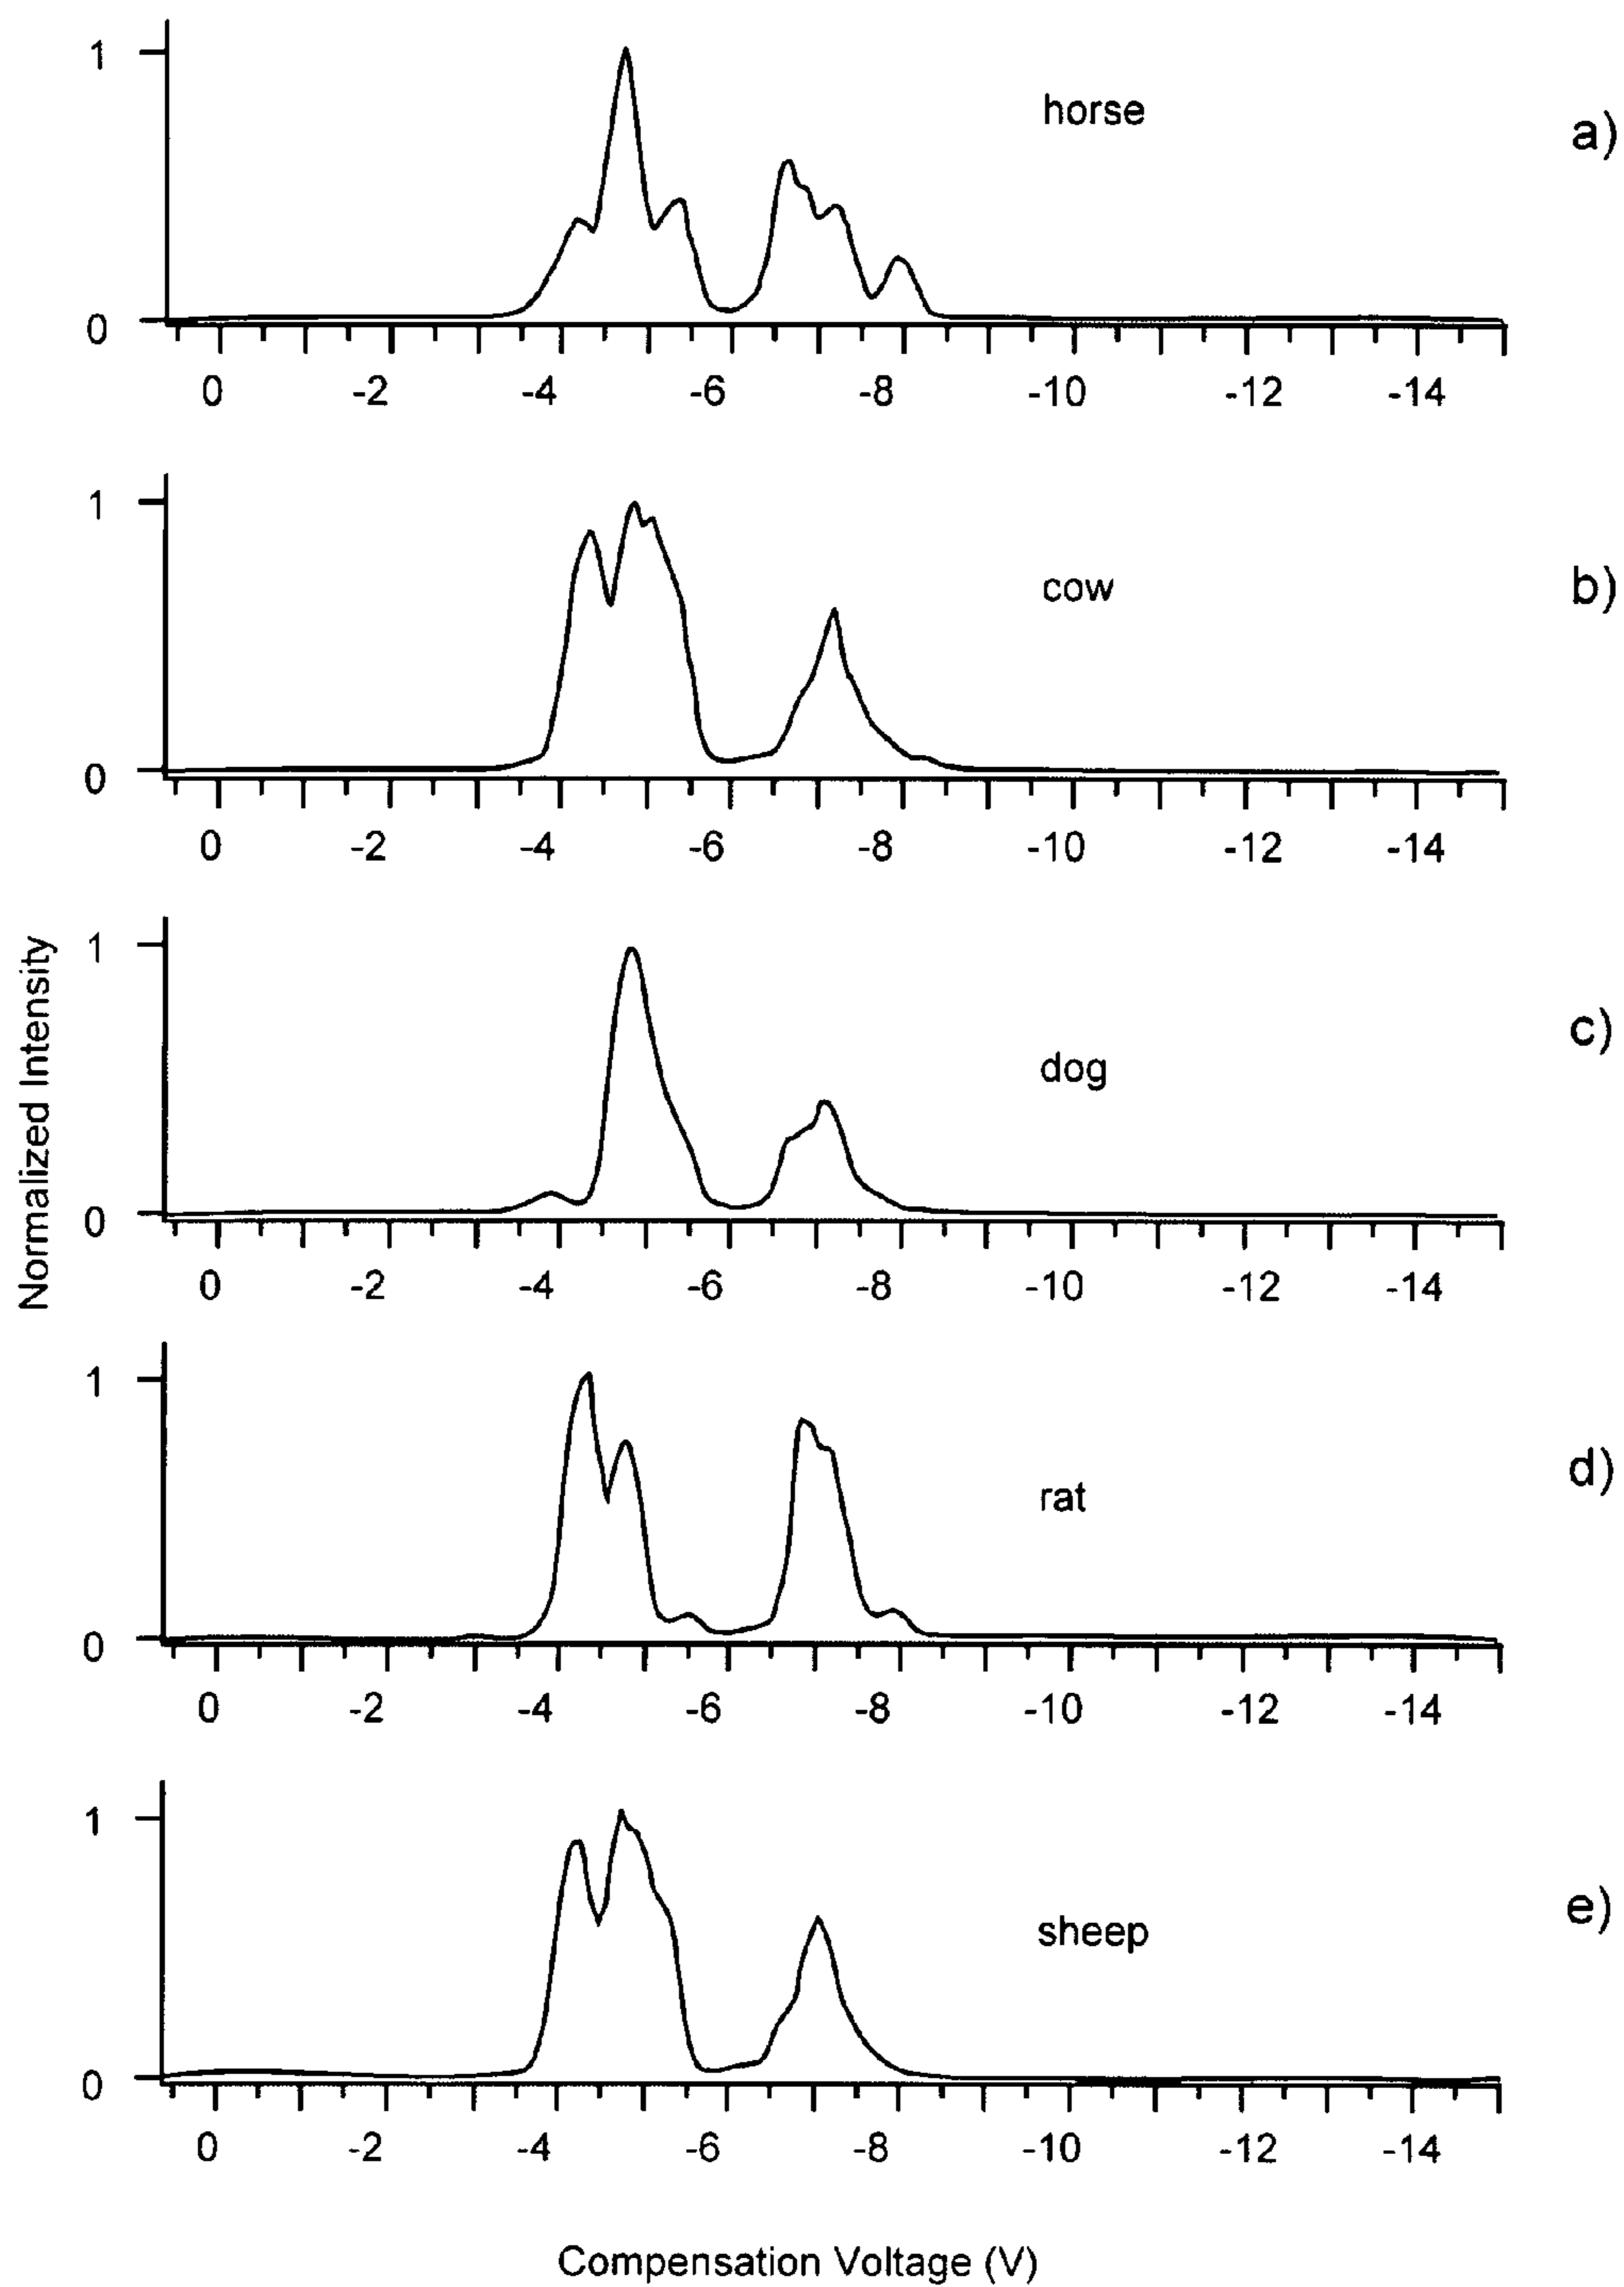 1
horse
a)
0
0 -2 -4 -6 -8 -10 -12 -14
1
cow
b)
0
0 -2 -4 -6 -8 -10 -12 -14
Normalized Intensity
1
c)
dog
0
0 -2 -4 -6 -8 -10 -12 -14
1
d)
rat
0
0 -2 -4 -6 -8 -10 -12 -14
1
e)
sheep
0
0 -2 -4 -6 -8 -10 -12 -14
Compensation Voltage (V)